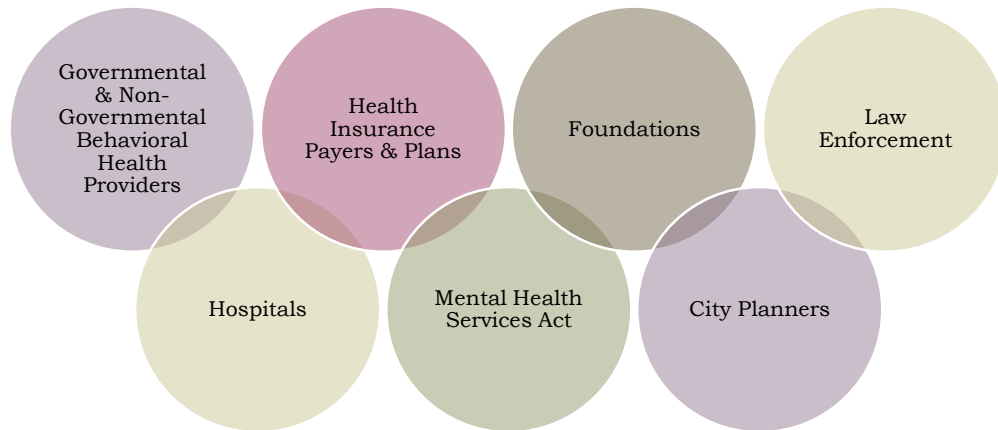 Governmental
& Non-
Governmental
Behavioral
Health
Providers
Health
Insurance
Payers & Plans
Foundations
Law
Enforcement
Hospitals
Mental Health
Services Act
City Planners